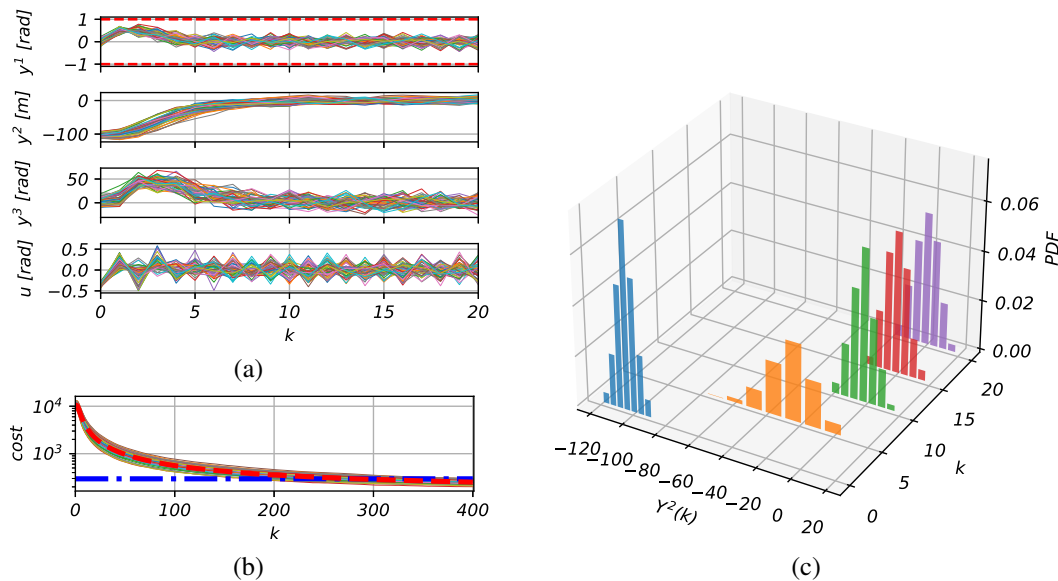 1
0
−1
y¹ [rad]
0
−100
y² [m]
50
0
y³ [rad]
0.5
0.0
−0.5
u [rad]
0 5 10 15 20
k
(a)
10⁴
10³
cost
0 100 200 300 400
k
(b)
0.06
0.04
0.02
0.00
PDF
20
15
10
5
0
k
−120 −100 −80 −60 −40 −20 0 20
Y²(k)
(c)